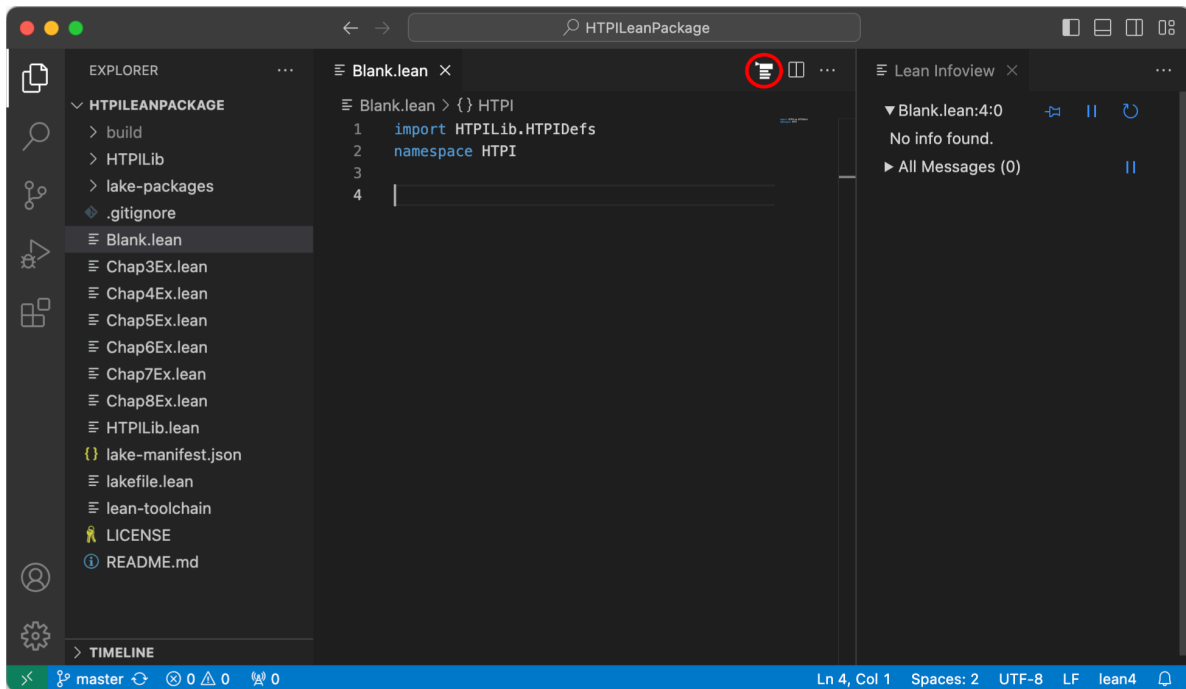 HTPILeanPackage
EXPLORER
HTPILEANPACKAGE
build
HTPILib
lake-packages
.gitignore
Blank.lean
Chap3Ex.lean
Chap4Ex.lean
Chap5Ex.lean
Chap6Ex.lean
Chap7Ex.lean
Chap8Ex.lean
HTPILib.lean
{} lake-manifest.json
lakefile.lean
lean-toolchain
LICENSE
README.md
TIMELINE
Blank.lean
Blank.lean > {} HTPI
1 import HTPILib.HTPIDefs
2 namespace HTPI
3
4
Lean Infoview
▼Blank.lean:4:0
No info found.
▶All Messages (0)
master 0 0 0 Ln 4, Col 1 Spaces: 2 UTF-8 LF lean4